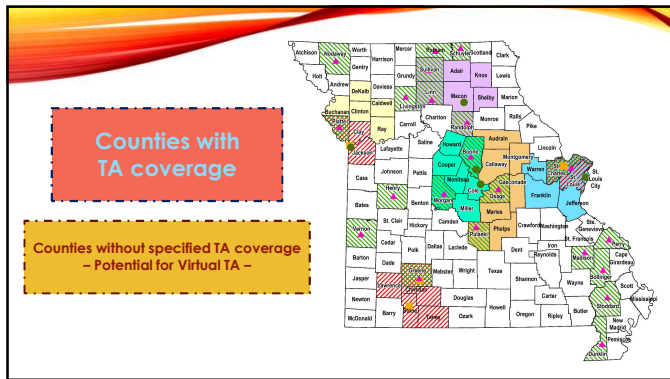 Counties with
TA coverage
Counties without specified TA coverage
– Potential for Virtual TA –
Atchison
Nodaway
Worth
Harrison
Mercer
Putnam
Schuyler
Scotland
Clark
Gentry
Holt
Andrew
Grundy
Sullivan
Adair
Knox
Lewis
DeKalb
Daviess
Linn
Buchanan
Clinton
Caldwell
Livingston
Macon
Shelby
Marion
Platte
Clay
Ray
Carroll
Chariton
Randolph
Monroe
Ralls
Pike
Jackson
Lafayette
Saline
Howard
Boone
Audrain
Lincoln
Cooper
Callaway
Montgomery
Warren
St.
Charles
St.
Louis
St.
Louis
City
Cass
Johnson
Pettis
Moniteau
Cole
Osage
Gasconade
Franklin
Jefferson
Bates
Henry
Benton
Morgan
Miller
Maries
St. Clair
Camden
Pulaski
Phelps
Crawford
Washington
Ste.
Genevieve
St. Francois
Perry
Vernon
Hickory
Cedar
Polk
Dallas
Laclede
Dent
Iron
Reynolds
Madison
Cape
Girardeau
Bollinger
Barton
Dade
Greene
Webster
Wright
Texas
Shannon
Wayne
Scott
Jasper
Lawrence
Christian
Douglas
Howell
Carter
Stoddard
Mississippi
Newton
Stone
Taney
Ozark
Oregon
Ripley
Butler
New
Madrid
McDonald
Barry
Dunklin
Pemiscot